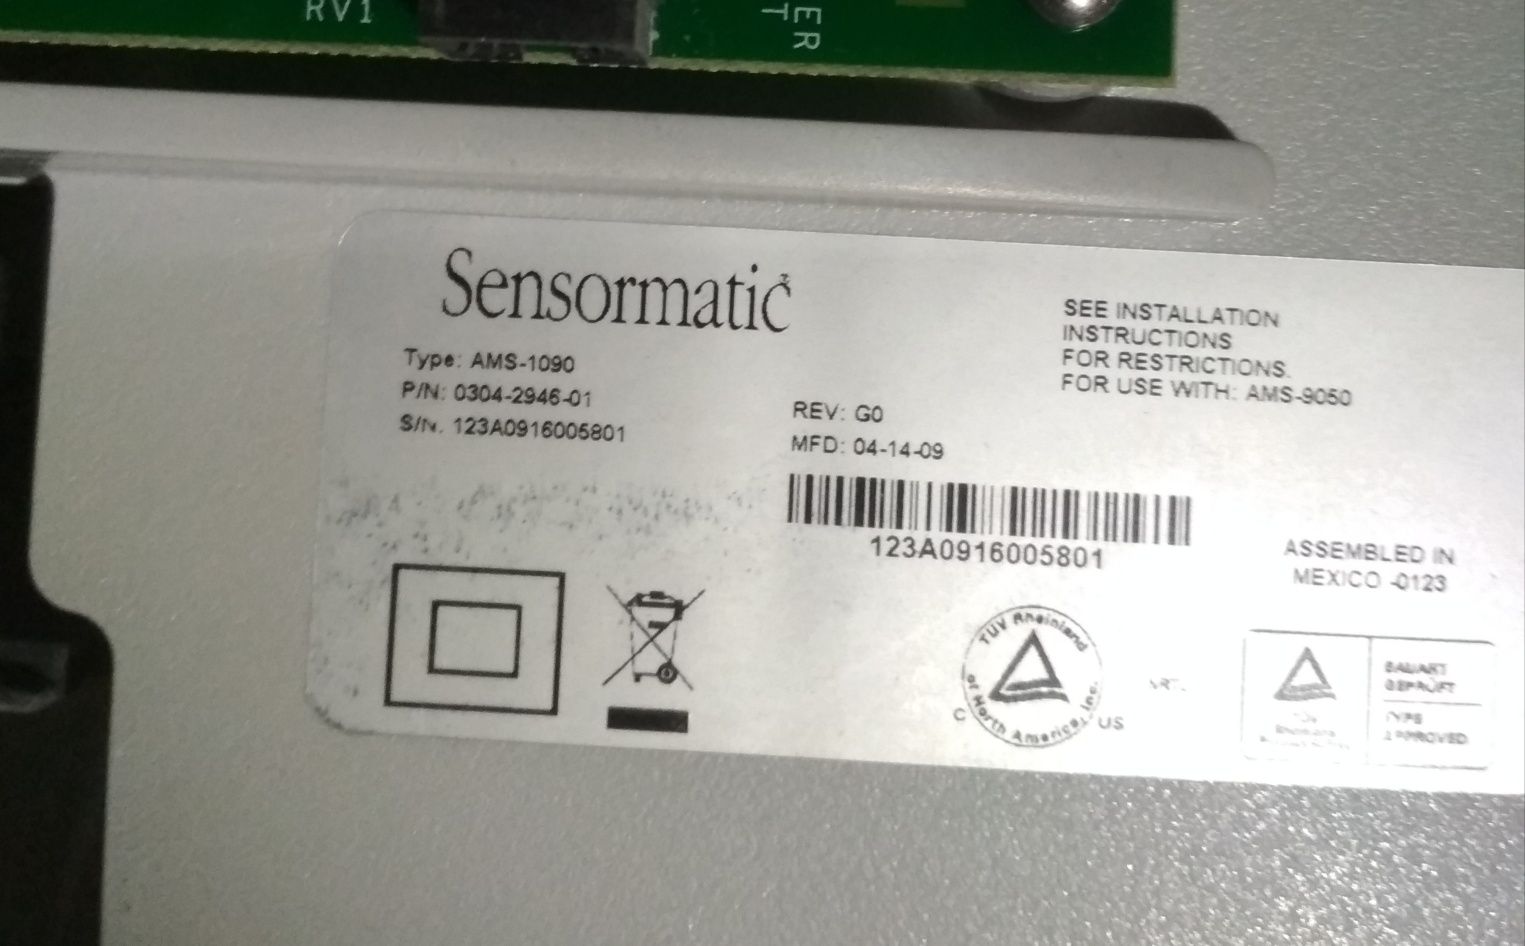 RV1
ER
T
Sensormatic
Type: AMS-1090
P/N: 0304-2946-01
S/N. 123A0916005801
REV: G0
MFD: 04-14-09
SEE INSTALLATION
INSTRUCTIONS
FOR RESTRICTIONS.
FOR USE WITH: AMS-9050
123A0916005801
ASSEMBLED IN
MEXICO -0123
TÜV Rheinland
of North America, Inc.
C
US
BAUART
GEPRÜFT
TYPE
APPROVED